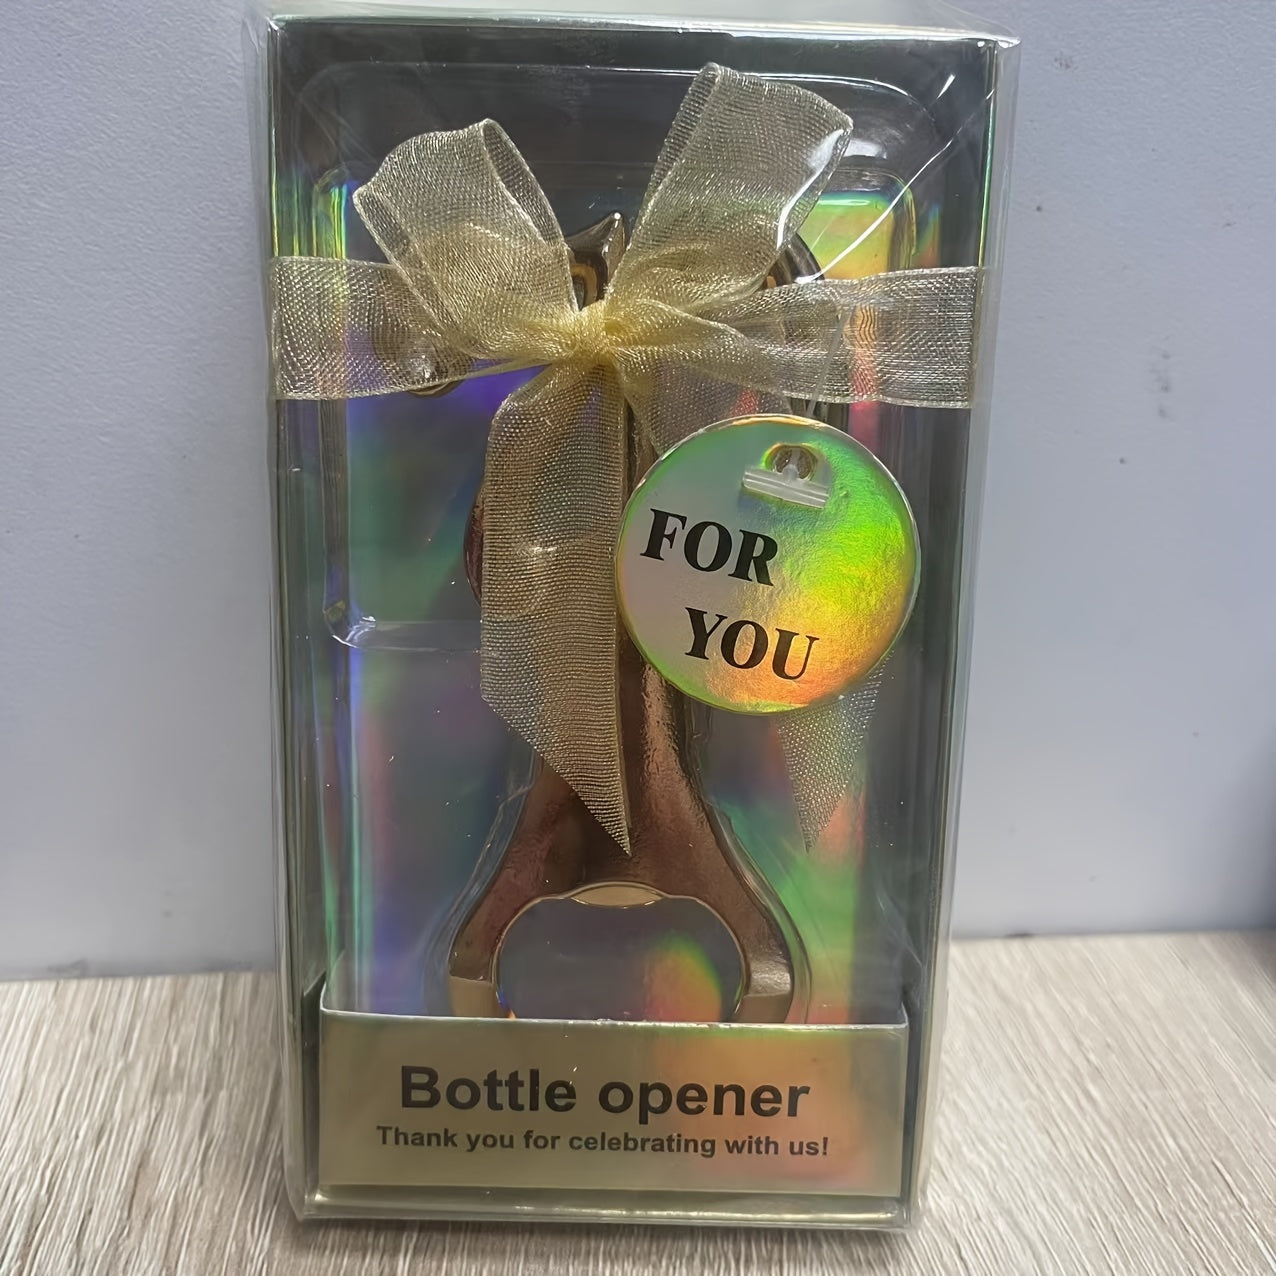 FOR
YOU
Bottle opener
Thank you for celebrating with us!